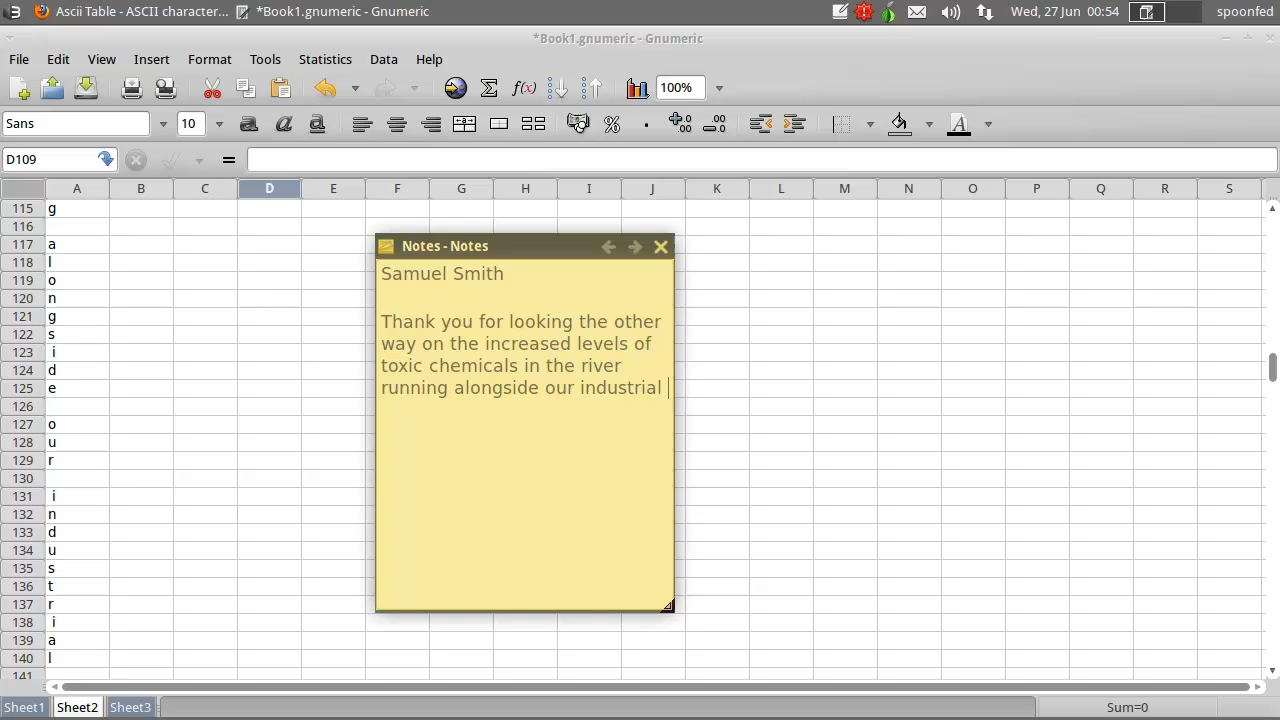 Ascii Table - ASCII character... *Book1.gnumeric - Gnumeric Wed, 27 Jun 00:54 spoonfed
*Book1.gnumeric - Gnumeric
File Edit View Insert Format Tools Statistics Data Help
f(x) 100%
Sans 10 a a a % . .00 .00 A
D109 =
A B C D E F G H I J K L M N O P Q R S
115 g
116
117 a
118 l
119 o
120 n
121 g
122 s
123 i
124 d
125 e
126
127 o
128 u
129 r
130
131 i
132 n
133 d
134 u
135 s
136 t
137 r
138 i
139 a
140 l
141
Notes - Notes
Samuel Smith
Thank you for looking the other
way on the increased levels of
toxic chemicals in the river
running alongside our industrial
Sheet1 Sheet2 Sheet3 Sum=0